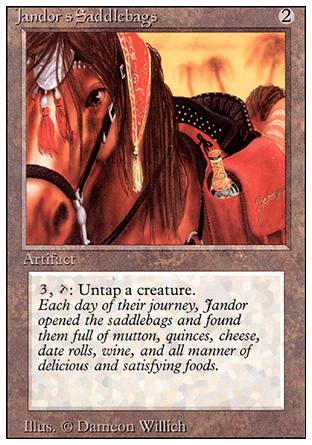 Jandor's Saddlebags 2
Artifact
3, : Untap a creature.
Each day of their journey, Jandor
opened the saddlebags and found
them full of mutton, quinces, cheese,
date rolls, wine, and all manner of
delicious and satisfying foods.
Illus. © Dameon Willich